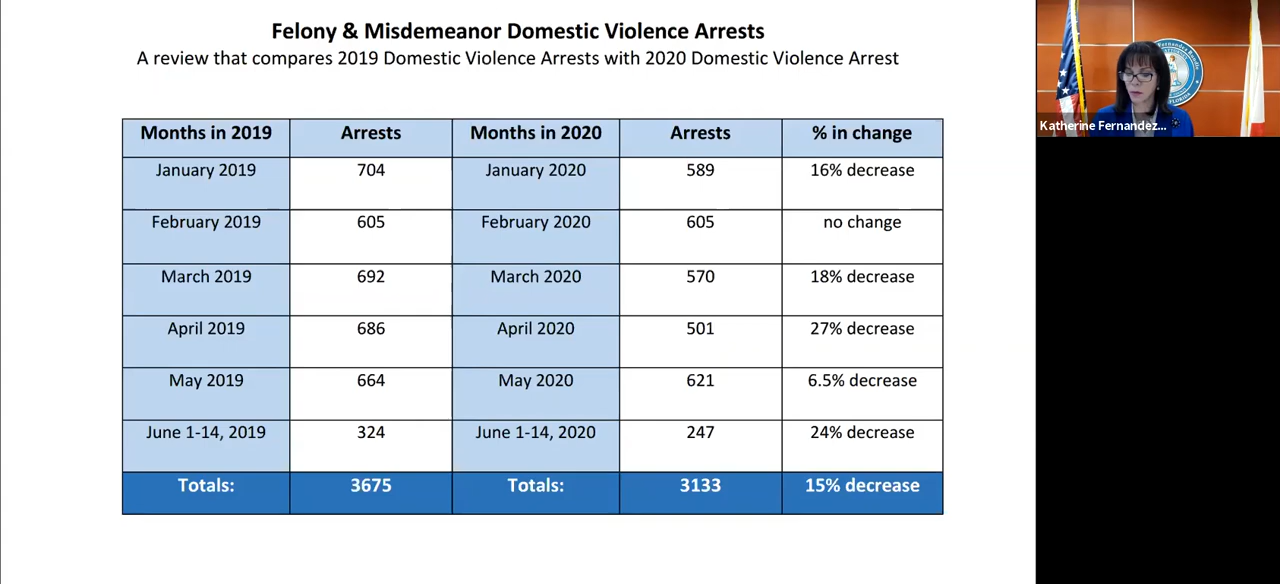 Felony & Misdemeanor Domestic Violence Arrests
A review that compares 2019 Domestic Violence Arrests with 2020 Domestic Violence Arrest
Months in 2019 Arrests Months in 2020 Arrests % in change
January 2019 704 January 2020 589 16% decrease
February 2019 605 February 2020 605 no change
March 2019 692 March 2020 570 18% decrease
April 2019 686 April 2020 501 27% decrease
May 2019 664 May 2020 621 6.5% decrease
June 1-14, 2019 324 June 1-14, 2020 247 24% decrease
Totals: 3675 Totals: 3133 15% decrease
Katherine Fernandez...